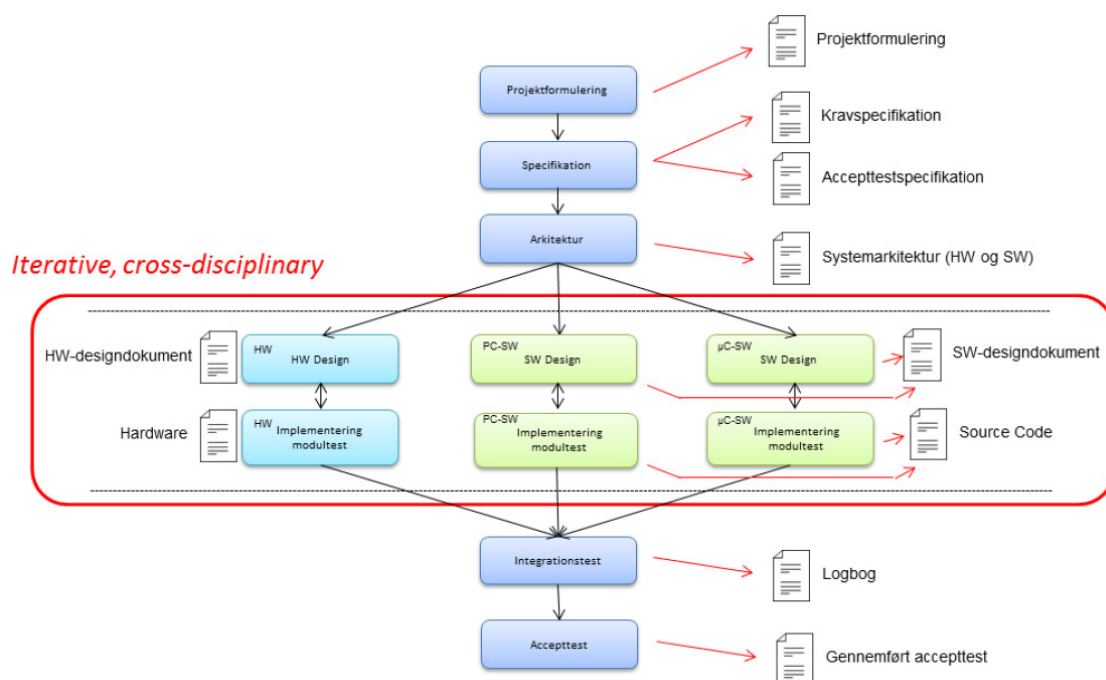 Projektformulering
Projektformulering
Kravspecifikation
Specifikation
Accepttestspecifikation
Arkitektur
Systemarkitektur (HW og SW)
Iterative, cross-disciplinary
HW-designdokument
HW
HW Design
PC-SW
SW Design
µC-SW
SW Design
SW-designdokument
Hardware
HW
Implementering
modultest
PC-SW
Implementering
modultest
µC-SW
Implementering
modultest
Source Code
Integrationstest
Logbog
Accepttest
Gennemført accepttest